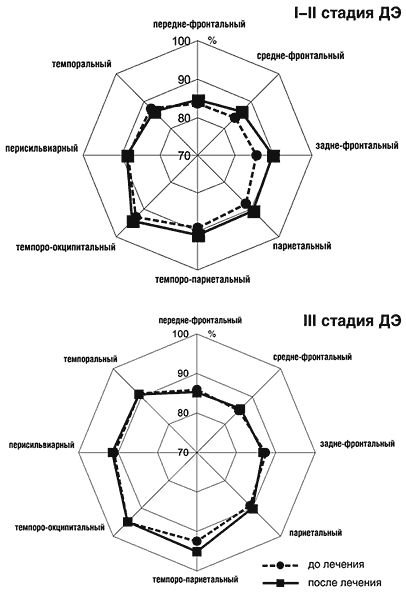 I–II стадия ДЭ
передне-фронтальный
100 %
средне-фронтальный
темпоральный
90
80
перисильвиарный
70
задне-фронтальный
темпоро-окципитальный
париетальный
темпоро-париетальный
III стадия ДЭ
передне-фронтальный
100 %
темпоральный
средне-фронтальный
90
80
перисильвиарный
70
задне-фронтальный
темпоро-окципитальный
париетальный
темпоро-париетальный
до лечения
после лечения